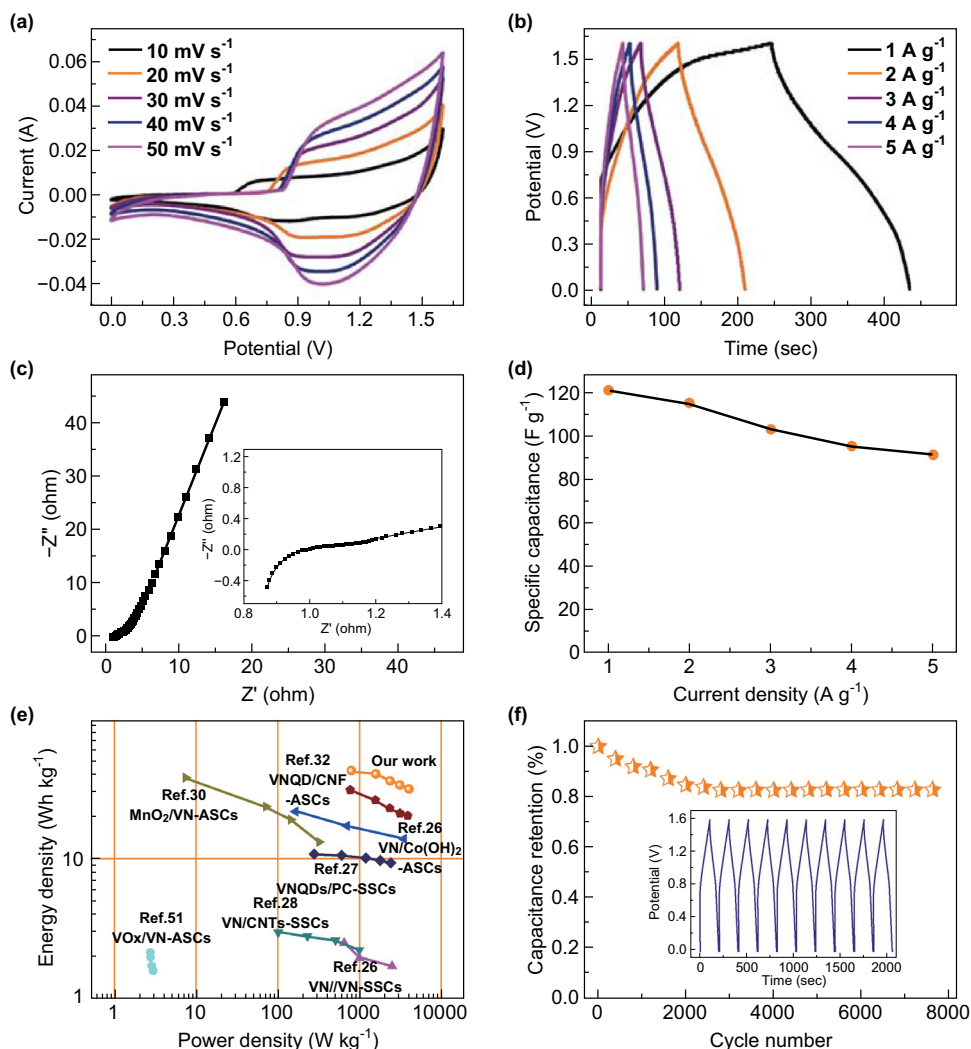 (a)
10 mV s⁻¹
20 mV s⁻¹
30 mV s⁻¹
40 mV s⁻¹
50 mV s⁻¹
Current (A)
0.06
0.04
0.02
0.00
−0.02
−0.04
0.0 0.3 0.6 0.9 1.2 1.5
Potential (V)
(b)
1 A g⁻¹
2 A g⁻¹
3 A g⁻¹
4 A g⁻¹
5 A g⁻¹
Potential (V)
1.5
1.2
0.9
0.6
0.3
0.0
0 100 200 300 400
Time (sec)
(c)
−Z'' (ohm)
40
30
20
10
0
0 10 20 30 40
Z' (ohm)
−Z'' (ohm)
1.2
0.8
0.4
0.0
−0.4
0.8 1.0 1.2 1.4
Z' (ohm)
(d)
Specific capacitance (F g⁻¹)
120
100
80
60
40
20
0
1 2 3 4 5
Current density (A g⁻¹)
(e)
Energy density (Wh kg⁻¹)
10
1
Ref.32
VNQD/CNF
-ASCs
Our work
Ref.30
MnO₂/VN-ASCs
Ref.26
VN/Co(OH)₂
-ASCs
Ref.27
VNQDs/PC-SSCs
Ref.28
VN/CNTs-SSCs
Ref.51
VOx/VN-ASCs
Ref.26
VN//VN-SSCs
1 10 100 1000 10000
Power density (W kg⁻¹)
(f)
Capacitance retention (%)
1.0
0.8
0.6
0.4
0.2
0.0
0 2000 4000 6000 8000
Cycle number
Potential (V)
1.6
1.2
0.8
0.4
0.0
0 500 1000 1500 2000
Time (sec)